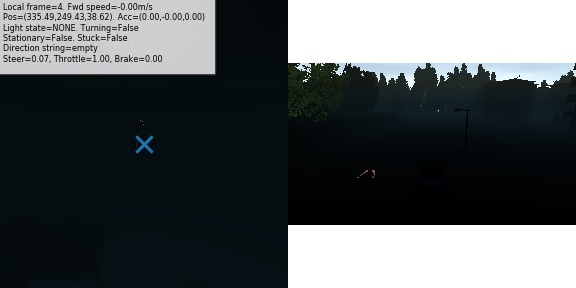 Local frame=4. Fwd speed=-0.00m/s
Pos=(335.49,249.43,38.62). Acc=(0.00,-0.00,0.00)
Light state=NONE. Turning=False
Stationary=False. Stuck=False
Direction string=empty
Steer=0.07, Throttle=1.00, Brake=0.00